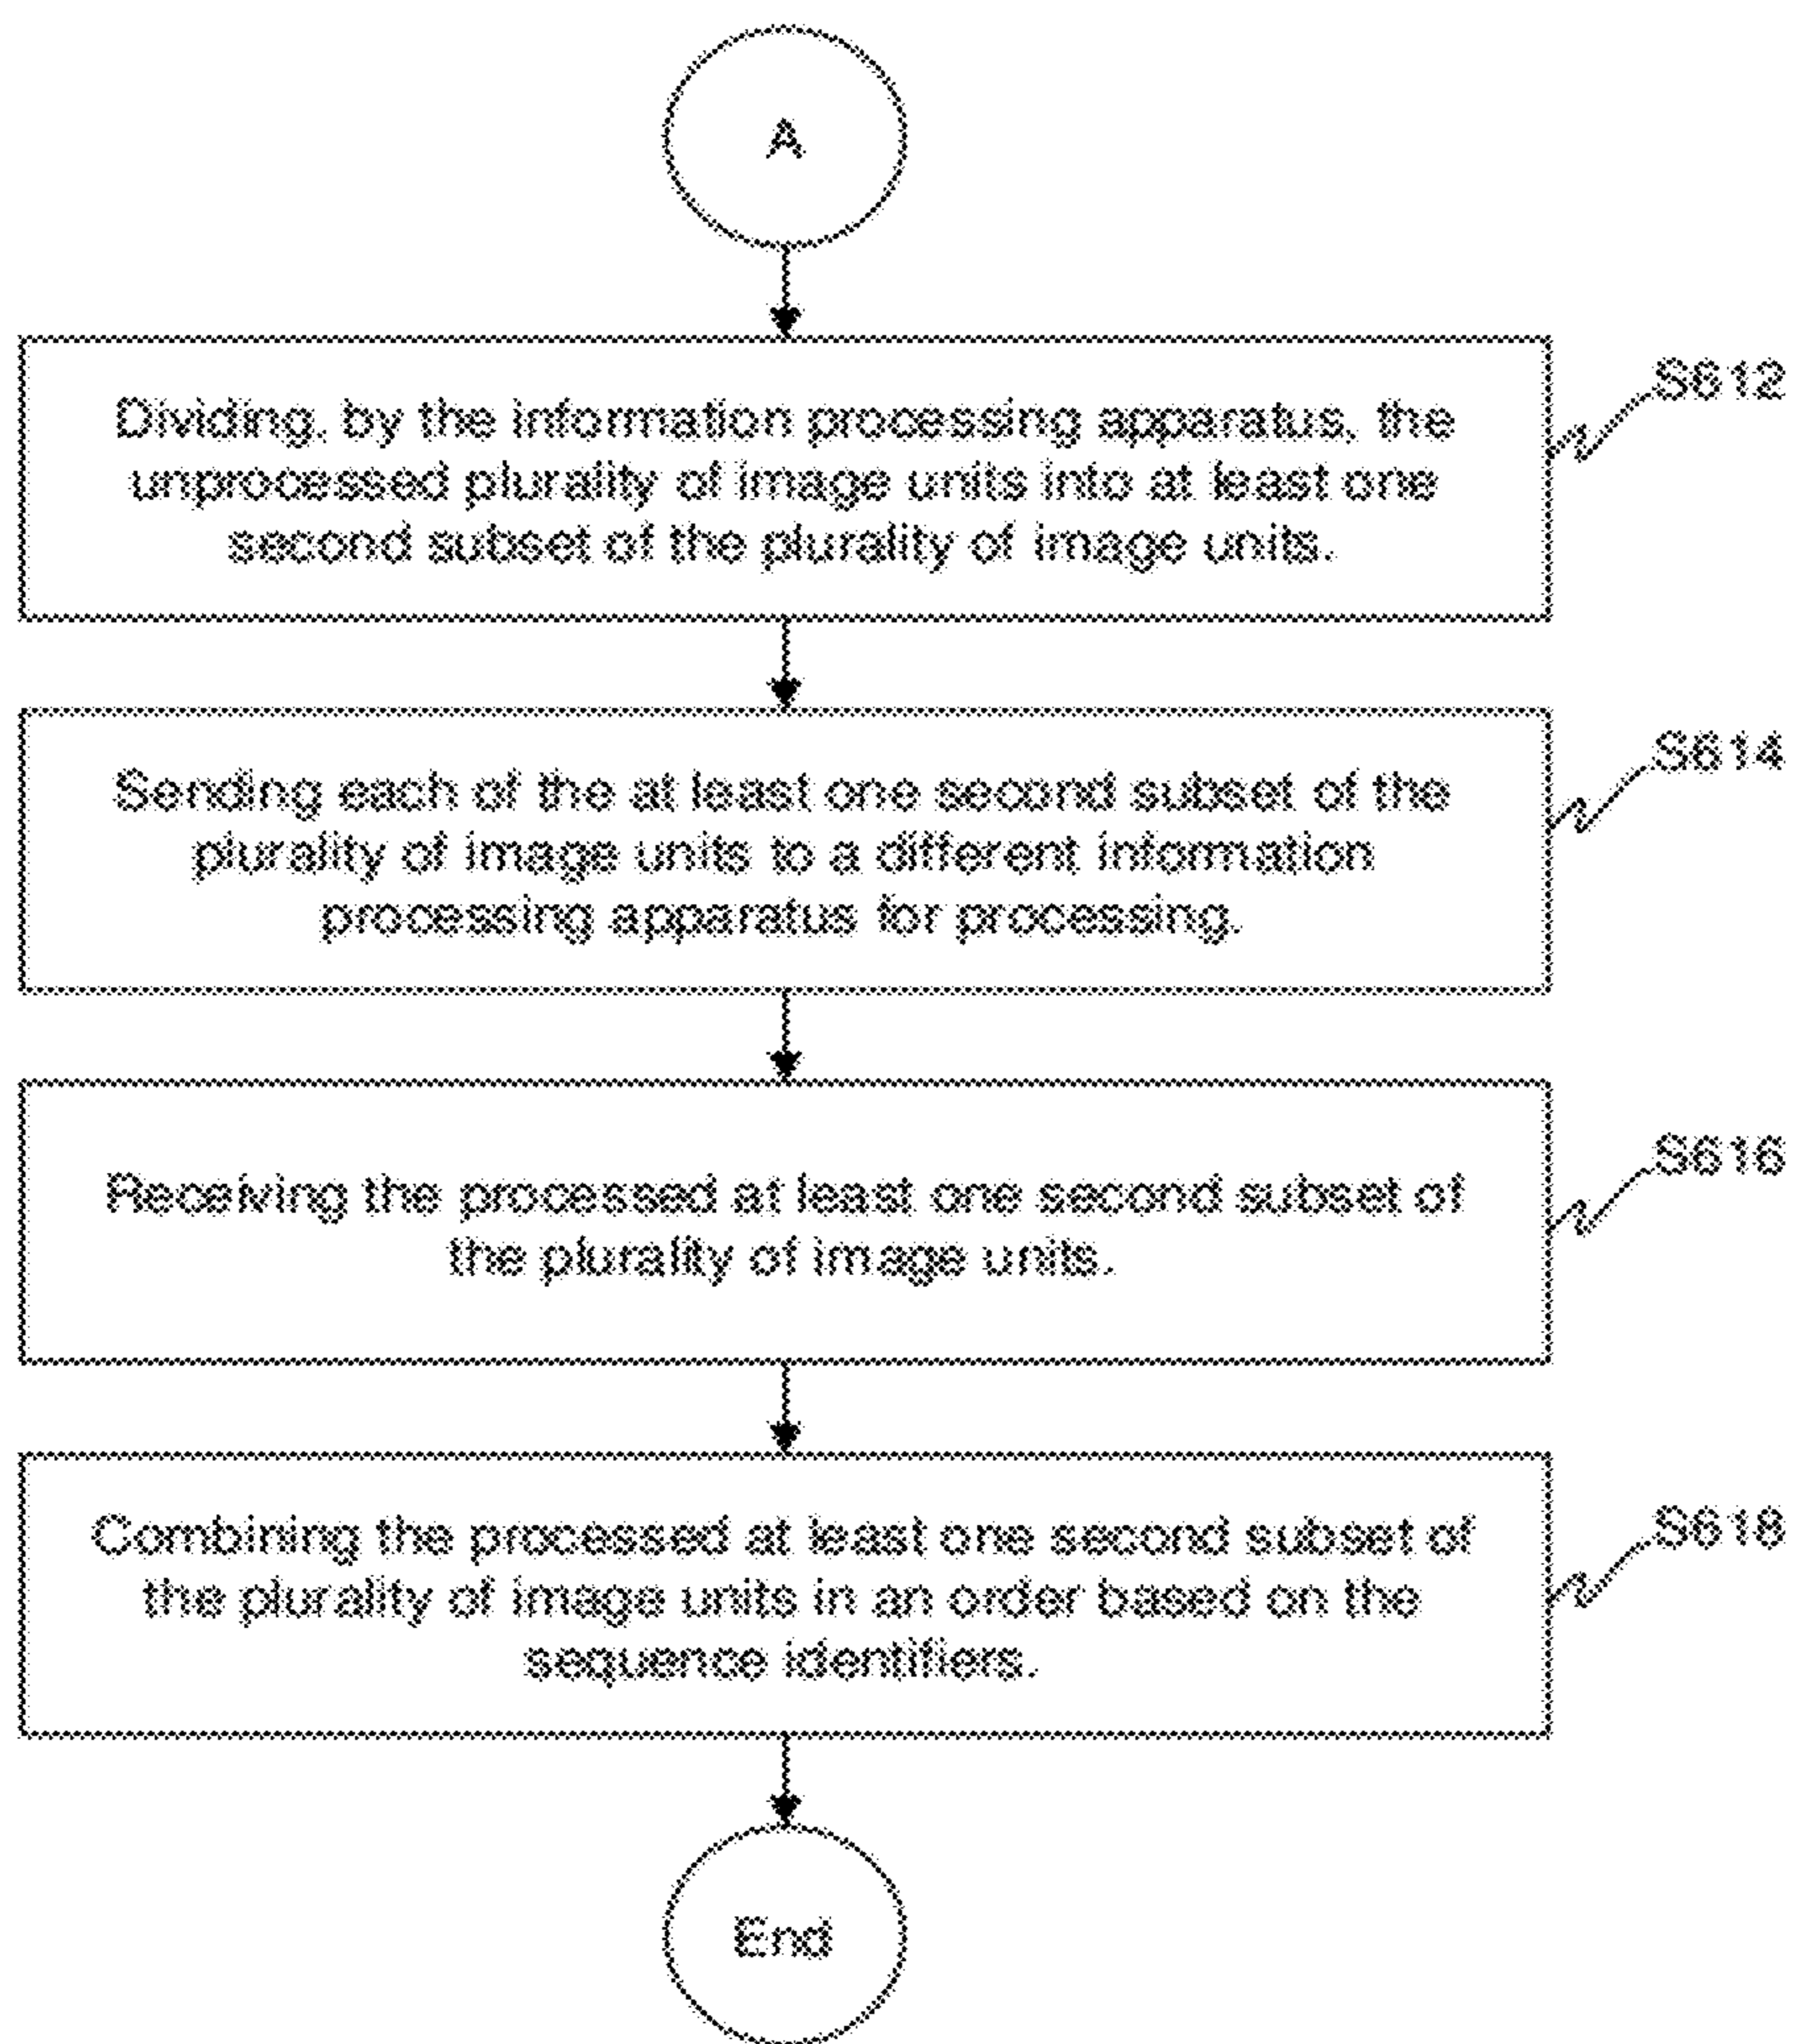 A
Dividing, by the information processing apparatus, the
unprocessed plurality of image units into at least one
second subset of the plurality of image units.
S612
Sending each of the at least one second subset of the
plurality of image units to a different information
processing apparatus for processing.
S614
Receiving the processed at least one second subset of
the plurality of image units.
S616
Combining the processed at least one second subset of
the plurality of image units in an order based on the
sequence identifiers.
S618
End